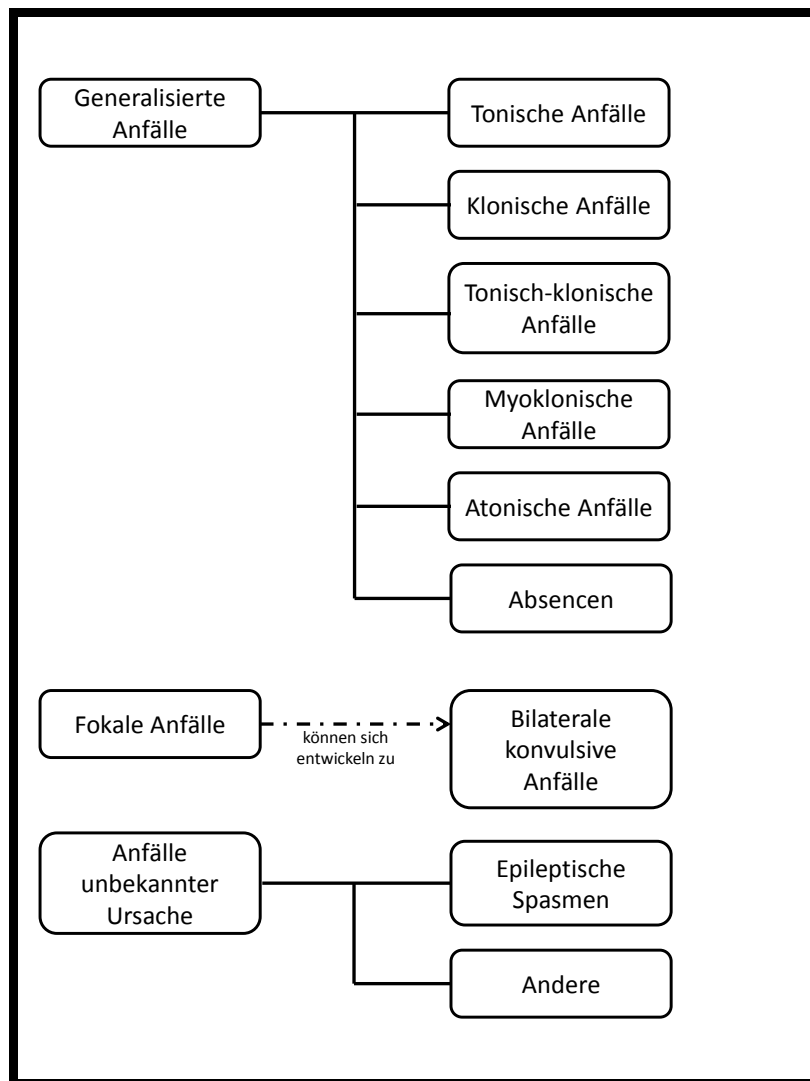 Generalisierte
Anfälle
Tonische Anfälle
Klonische Anfälle
Tonisch-klonische
Anfälle
Myoklonische
Anfälle
Atonische Anfälle
Absencen
Fokale Anfälle
können sich
entwickeln zu
Bilaterale
konvulsive
Anfälle
Anfälle
unbekannter
Ursache
Epileptische
Spasmen
Andere